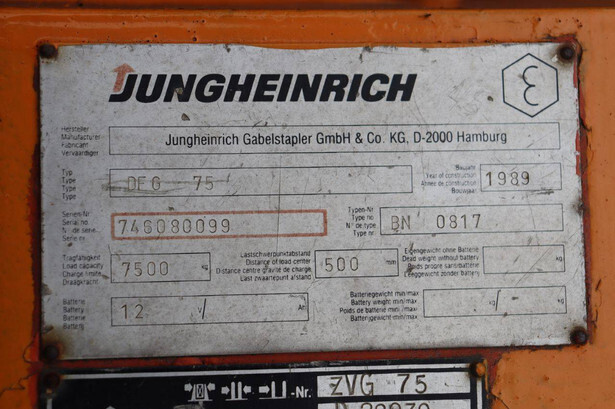 JUNGHEINRICH
ε
Hersteller
Manufacturer
Fabricant
Vervaardiger
Jungheinrich Gabelstapler GmbH & Co. KG, D-2000 Hamburg
Typ
Type
Type
Type
DEG 75
Baujahr
Year of construction
Année de construction
Bouwjaar
1989
Serien-Nr.
Serial no.
N° de série
Serie nr.
746080099
Typen-Nr.
Type no
N° de type
Type nr.
BN 0817
Tragfähigkeit
Load capacity
Charge limite
Draagkracht
7500 kg
Lastschwerpunktabstand
Distance of load center
Distance centre gravité de charge
Last zwaartepunt afstand
500 mm
Eigengewicht ohne Batterie
Dead weight without battery
Poids propre sans batterie
Leeggewicht zonder batterij
kg
Batterie
Battery
Batterie
Batterij
12 V/ Ah
Batteriegewicht min/max
Battery weight min/max
Poids de batterie min/max
Batterijgewicht min/max
kg/ - kg
-Nr. ZVG 75